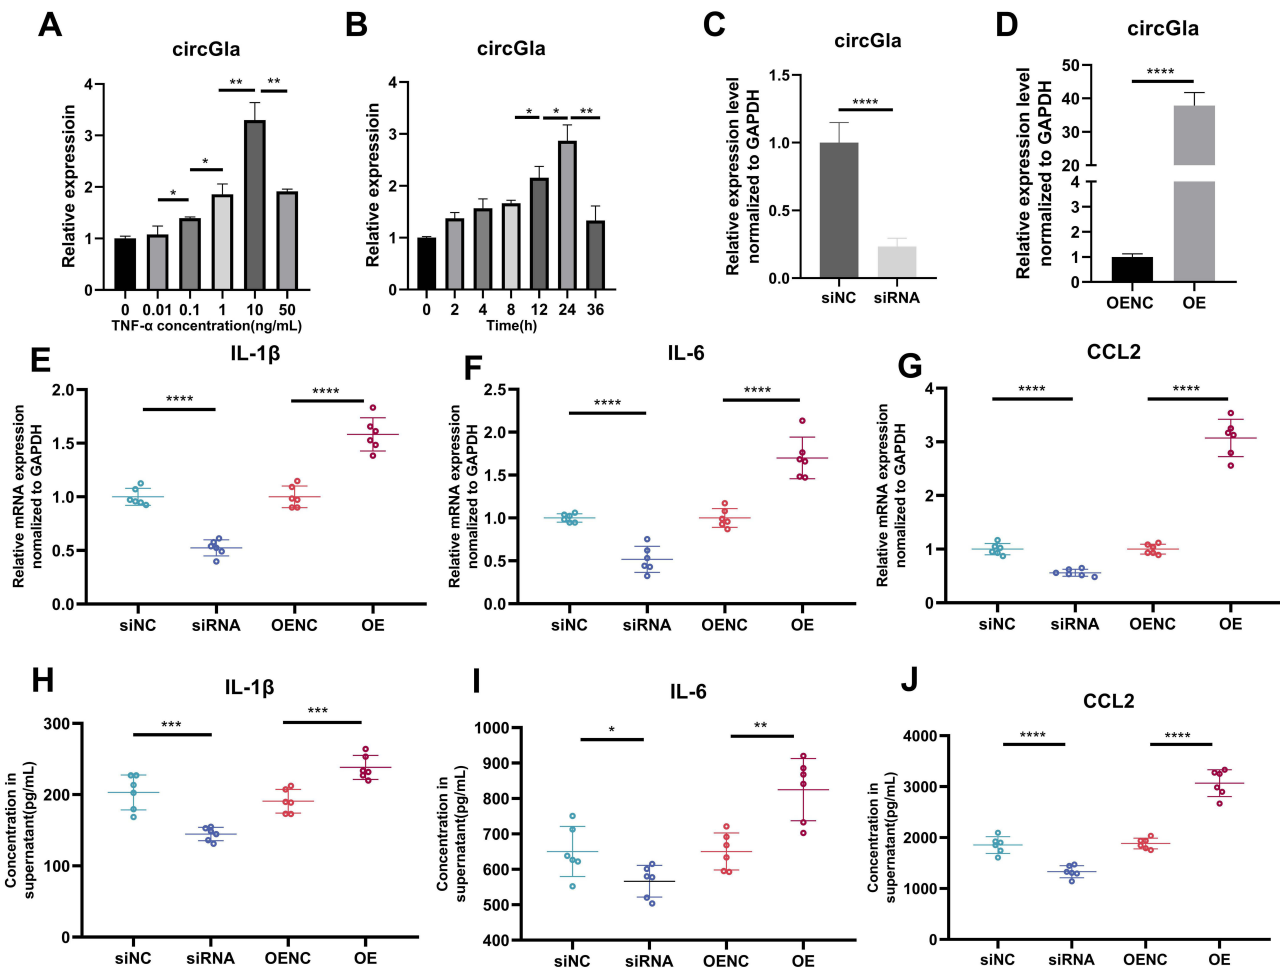 A
circGla
Relative expressioin
4
3
2
1
0
**
**
*
*
0 0.01 0.1 1 10 50
TNF-α concentration(ng/mL)
B
circGla
Relative expression
4
3
2
1
0
* * **
0 2 4 8 12 24 36
Time(h)
C
circGla
Relative expression level
normalized to GAPDH
1.5
1.0
0.5
0.0
****
siNC siRNA
D
circGla
Relative expression level
normalized to GAPDH
50
40
30
20
4
3
2
1
0
****
OENC OE
E
IL-1β
Relative mRNA expression
nomalized to GAPDH
2.0
1.5
1.0
0.5
0.0
**** ****
siNC siRNA OENC OE
F
IL-6
Relative mRNA expression
nomalized to GAPDH
2.5
2.0
1.5
1.0
0.5
0.0
**** ****
siNC siRNA OENC OE
G
CCL2
Relative mRNA expression
nomalized to GAPDH
4
3
2
1
0
**** ****
siNC siRNA OENC OE
H
IL-1β
Concentration in
supernatant(pg/mL)
300
200
100
0
*** ***
siNC siRNA OENC OE
I
IL-6
Concentration in
supernatant(pg/mL)
1000
900
800
700
600
500
400
* **
siNC siRNA OENC OE
J
CCL2
Concentration in
supernatant(pg/mL)
4000
3000
2000
1000
0
**** ****
siNC siRNA OENC OE